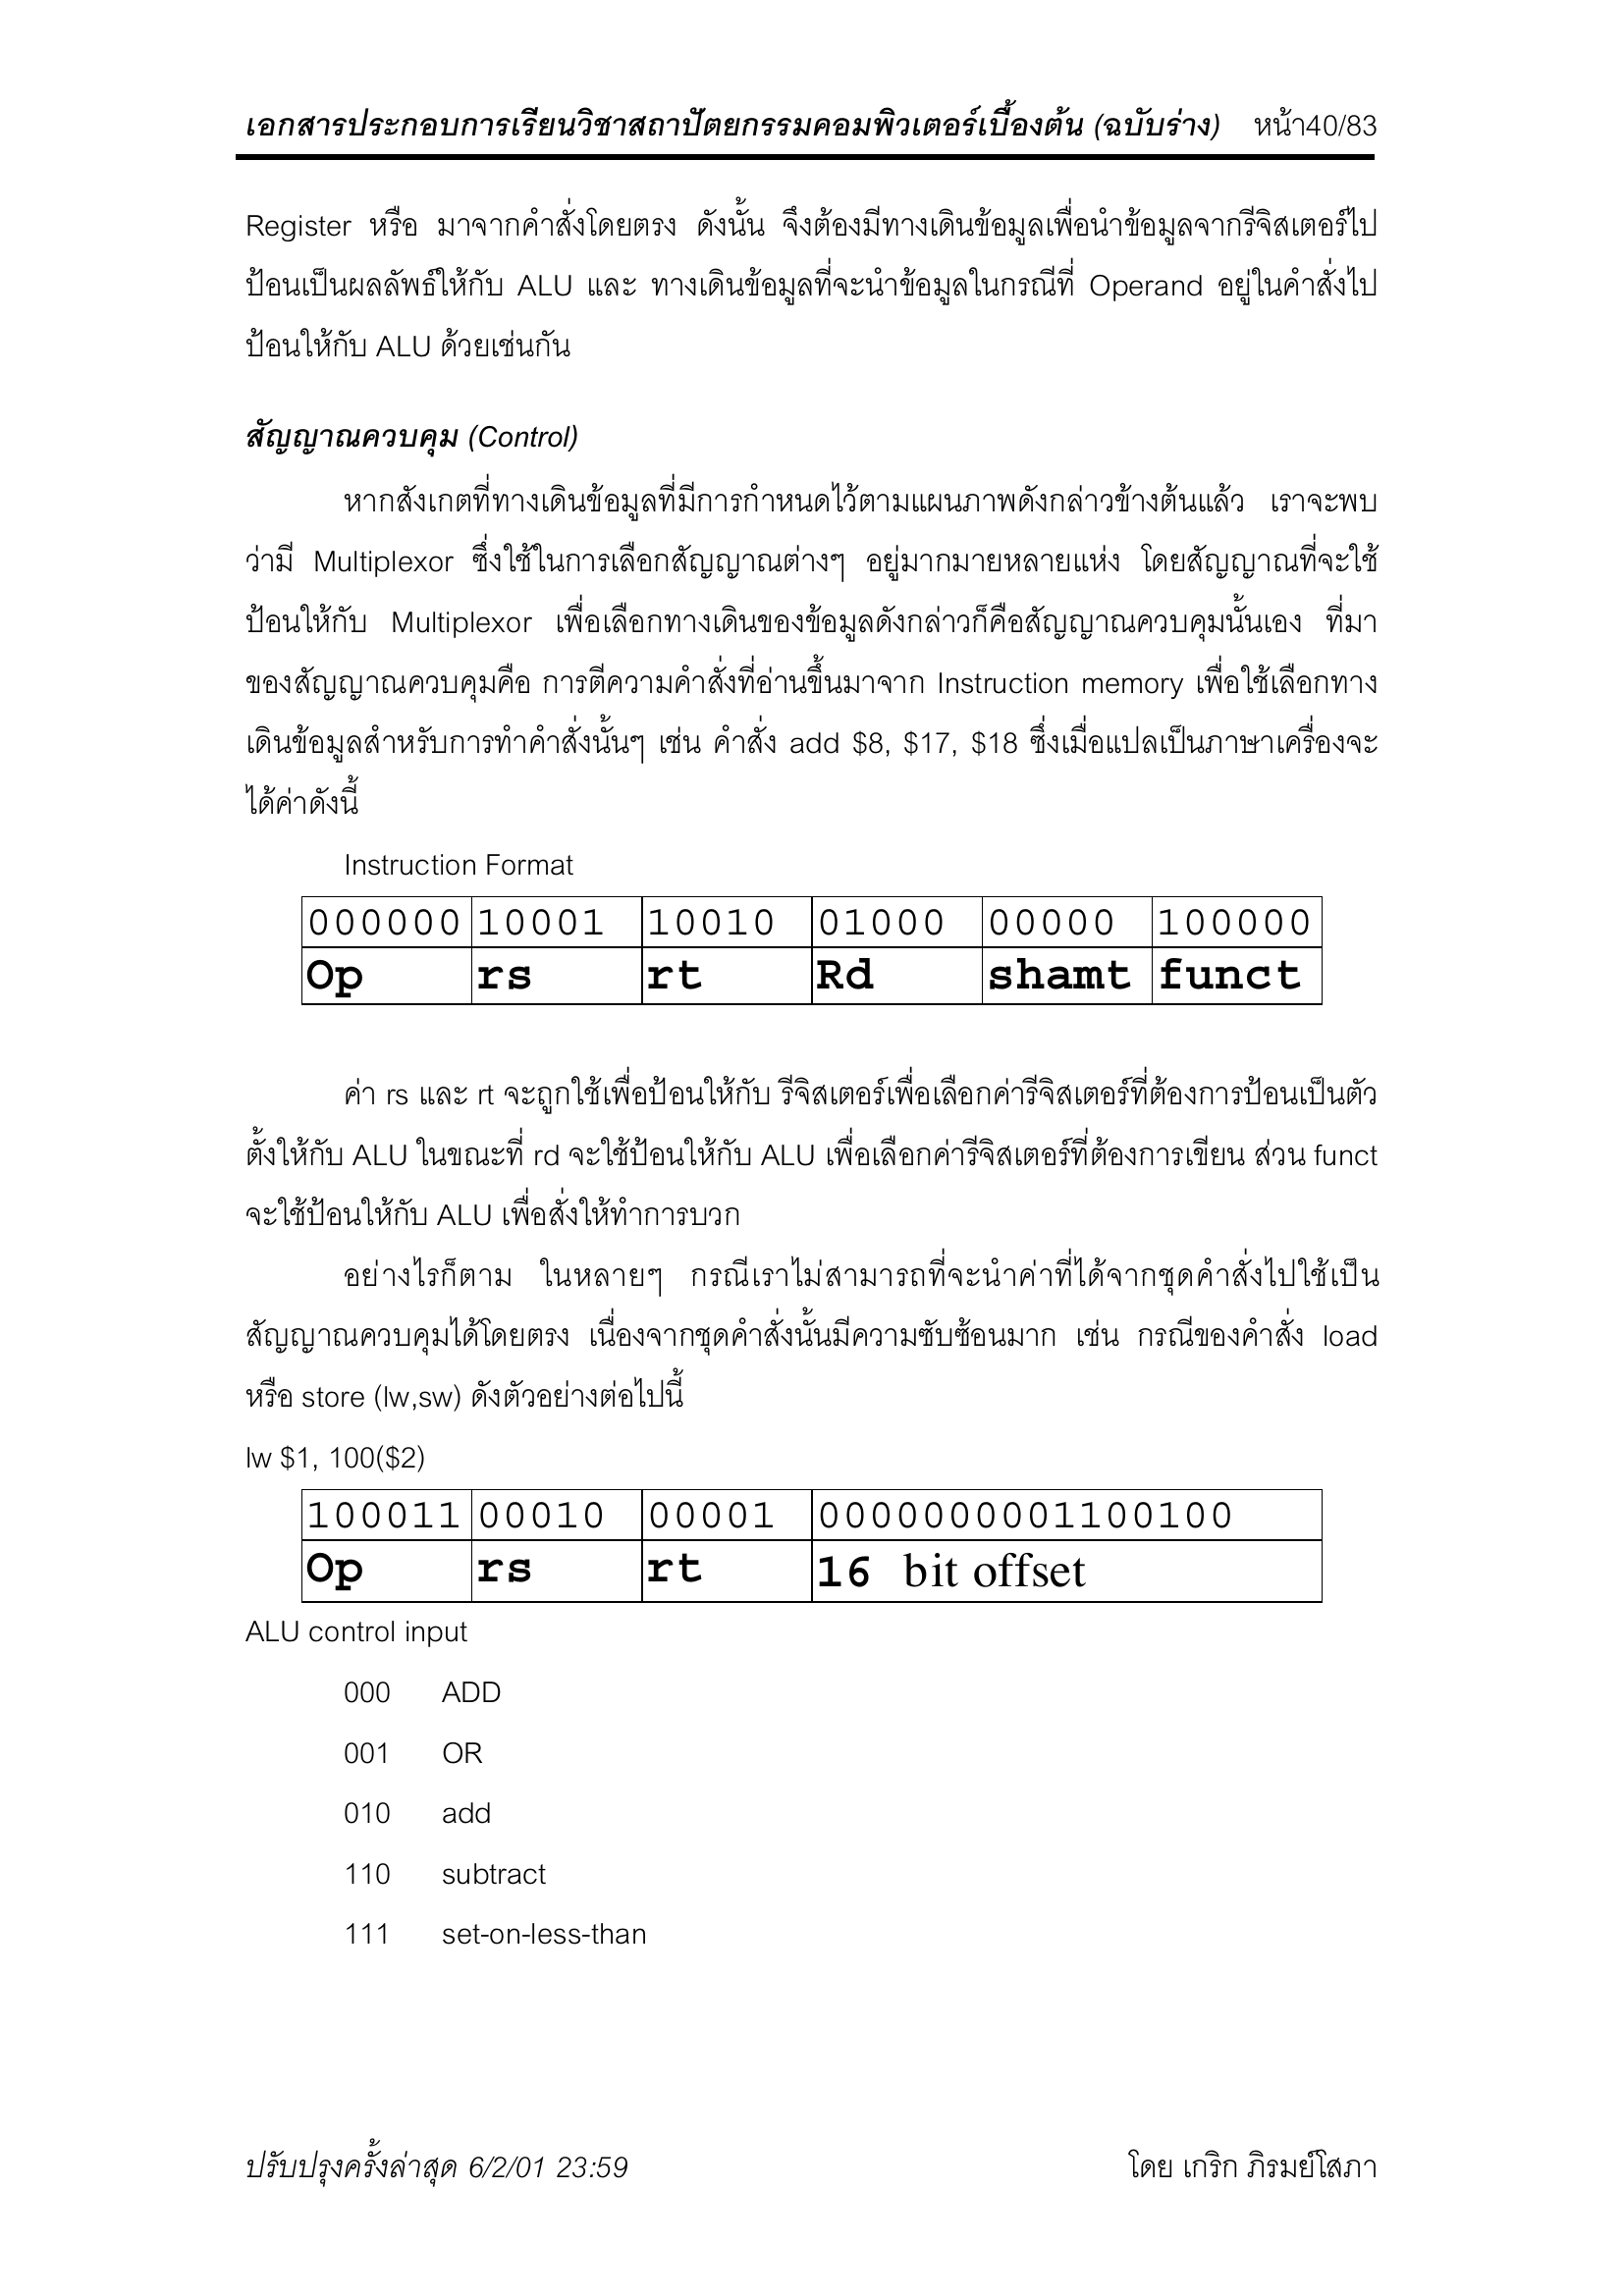 เอกสารประกอบการเรียนวิชาสถาปัตยกรรมคอมพิวเตอร์เบื้องต้น (ฉบับร่าง) หน้า40/83
Register หรือ มาจากคำสั่งโดยตรง ดังนั้น จึงต้องมีทางเดินข้อมูลเพื่อนำข้อมูลจากรีจิสเตอร์ไป
ป้อนเป็นผลลัพธ์ให้กับ ALU และ ทางเดินข้อมูลที่จะนำข้อมูลในกรณีที่ Operand อยู่ในคำสั่งไป
ป้อนให้กับ ALU ด้วยเช่นกัน
สัญญาณควบคุม (Control)
หากสังเกตที่ทางเดินข้อมูลที่มีการกำหนดไว้ตามแผนภาพดังกล่าวข้างต้นแล้ว เราจะพบ
ว่ามี Multiplexor ซึ่งใช้ในการเลือกสัญญาณต่างๆ อยู่มากมายหลายแห่ง โดยสัญญาณที่จะใช้
ป้อนให้กับ Multiplexor เพื่อเลือกทางเดินของข้อมูลดังกล่าวก็คือสัญญาณควบคุมนั้นเอง ที่มา
ของสัญญาณควบคุมคือ การตีความคำสั่งที่อ่านขึ้นมาจาก Instruction memory เพื่อใช้เลือกทาง
เดินข้อมูลสำหรับการทำคำสั่งนั้นๆ เช่น คำสั่ง add $8, $17, $18 ซึ่งเมื่อแปลเป็นภาษาเครื่องจะ
ได้ค่าดังนี้
Instruction Format
000000 10001 10010 01000 00000 100000
Op rs rt Rd shamt funct
ค่า rs และ rt จะถูกใช้เพื่อป้อนให้กับ รีจิสเตอร์เพื่อเลือกค่ารีจิสเตอร์ที่ต้องการป้อนเป็นตัว
ตั้งให้กับ ALU ในขณะที่ rd จะใช้ป้อนให้กับ ALU เพื่อเลือกค่ารีจิสเตอร์ที่ต้องการเขียน ส่วน funct
จะใช้ป้อนให้กับ ALU เพื่อสั่งให้ทำการบวก
อย่างไรก็ตาม ในหลายๆ กรณีเราไม่สามารถที่จะนำค่าที่ได้จากชุดคำสั่งไปใช้เป็น
สัญญาณควบคุมได้โดยตรง เนื่องจากชุดคำสั่งนั้นมีความซับซ้อนมาก เช่น กรณีของคำสั่ง load
หรือ store (lw,sw) ดังตัวอย่างต่อไปนี้
lw $1, 100($2)
100011 00010 00001 0000000001100100
Op rs rt 16 bit offset
ALU control input
000 ADD
001 OR
010 add
110 subtract
111 set-on-less-than
ปรับปรุงครั้งล่าสุด 6/2/01 23:59 โดย เกริก ภิรมย์โสภา